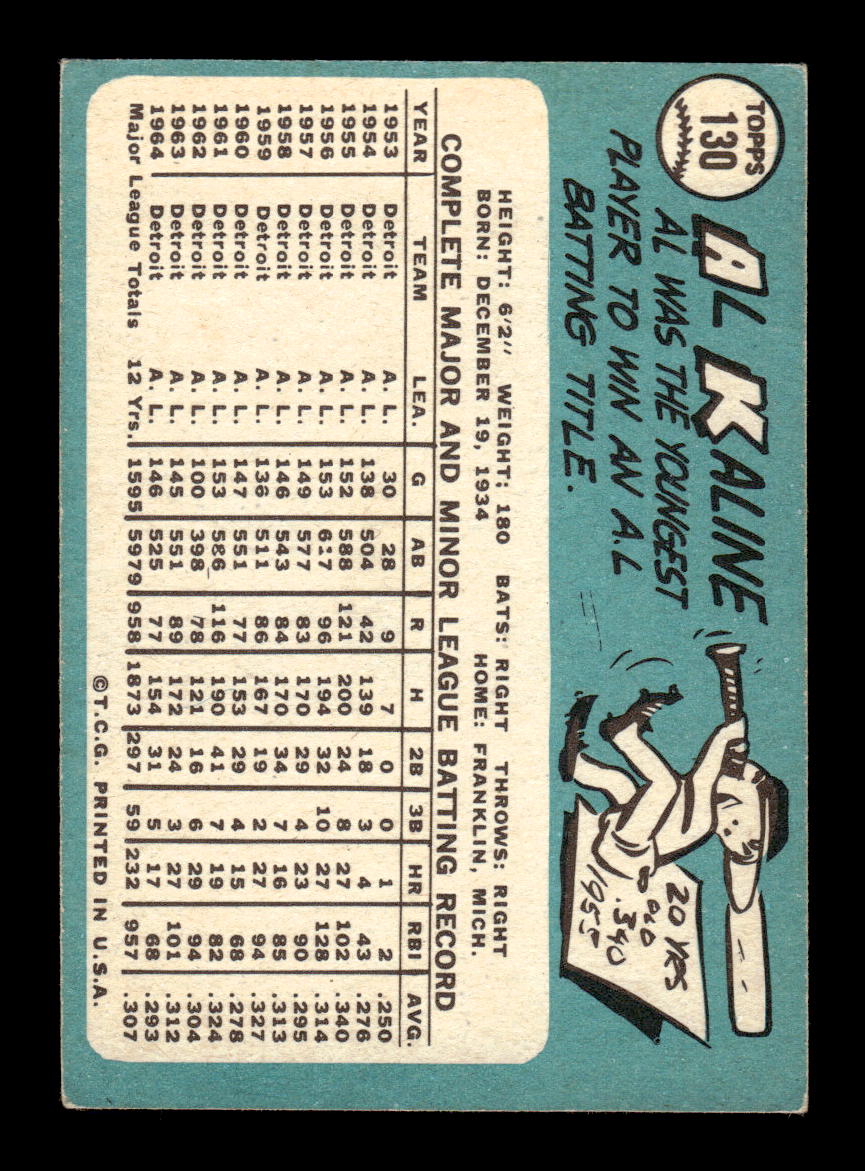 TOPPS
130
AL KALINE
AL WAS THE YOUNGEST
PLAYER TO WIN AN A.L
BATTING TITLE.
20 YRS
OLD
.340
1955
HEIGHT: 6'2" WEIGHT: 180 BATS: RIGHT THROWS: RIGHT
BORN: DECEMBER 19, 1934 HOME: FRANKLIN, MICH.
COMPLETE MAJOR AND MINOR LEAGUE BATTING RECORD
YEAR TEAM LEA. G AB R H 2B 3B HR RBI AVG.
1953 Detroit A. L. 30 28 9 7 0 0 1 2 .250
1954 Detroit A. L. 138 504 42 139 18 3 4 43 .276
1955 Detroit A. L. 152 588 121 200 24 8 27 102 .340
1956 Detroit A. L. 153 617 96 194 32 10 27 128 .314
1957 Detroit A. L. 149 577 83 170 29 4 23 90 .295
1958 Detroit A. L. 146 543 84 170 34 7 16 85 .313
1959 Detroit A. L. 136 511 86 167 19 2 27 94 .327
1960 Detroit A. L. 147 551 77 153 29 4 15 68 .278
1961 Detroit A. L. 153 586 116 190 41 7 19 82 .324
1962 Detroit A. L. 100 398 78 121 16 6 29 94 .304
1963 Detroit A. L. 145 551 89 172 24 3 27 101 .312
1964 Detroit A. L. 146 525 77 154 31 5 17 68 .293
Major League Totals 12 Yrs. 1595 5979 958 1873 297 59 232 957 .307
©T.C.G. PRINTED IN U.S.A.